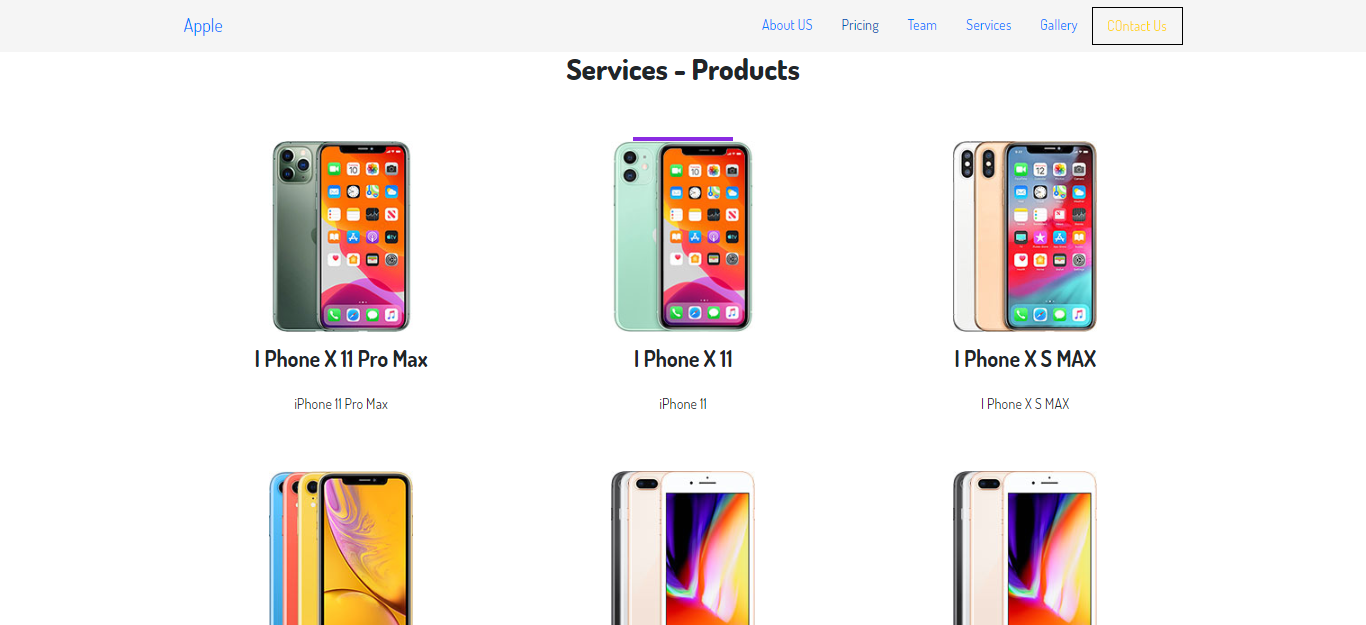 Apple About US Pricing Team Services Gallery COntact Us
Services - Products
I Phone X 11 Pro Max I Phone X 11 I Phone X S MAX
iPhone 11 Pro Max iPhone 11 I Phone X S MAX